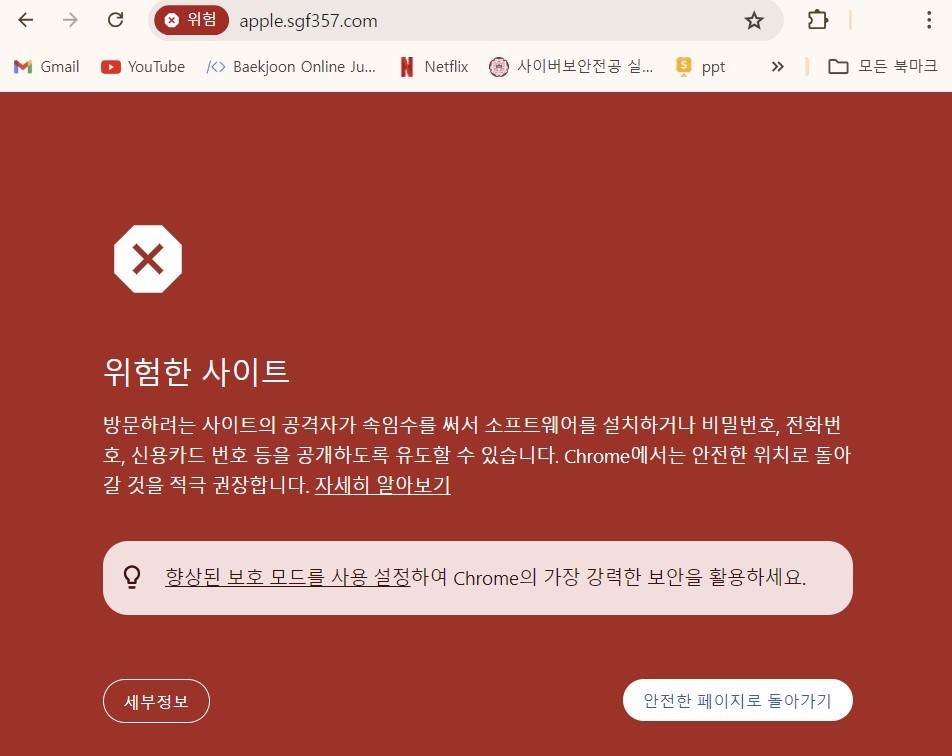 위험 apple.sgf357.com
Gmail YouTube Baekjoon Online Ju... Netflix 사이버보안전공 실... ppt 모든 북마크
위험한 사이트
방문하려는 사이트의 공격자가 속임수를 써서 소프트웨어를 설치하거나 비밀번호, 전화번
호, 신용카드 번호 등을 공개하도록 유도할 수 있습니다. Chrome에서는 안전한 위치로 돌아
갈 것을 적극 권장합니다. 자세히 알아보기
향상된 보호 모드를 사용 설정하여 Chrome의 가장 강력한 보안을 활용하세요.
세부정보 안전한 페이지로 돌아가기